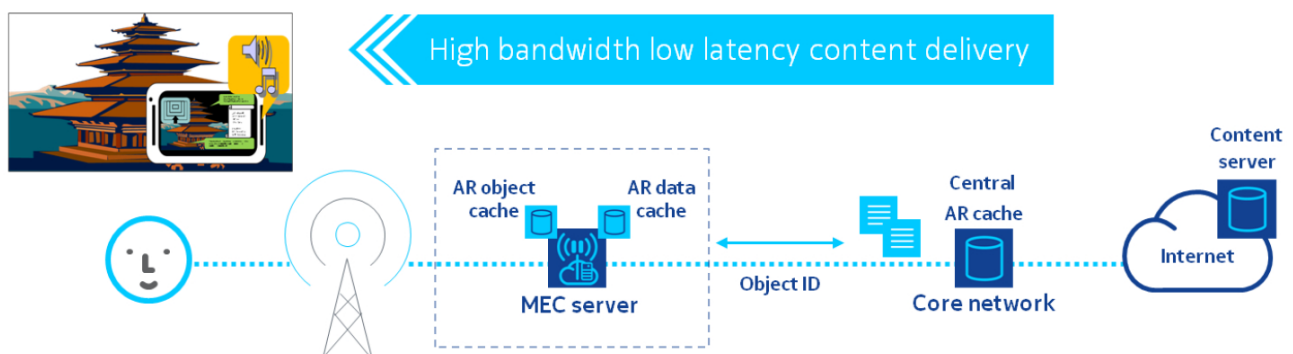 High bandwidth low latency content delivery
Content
server
AR object
cache
AR data
cache
Central
AR cache
Internet
Object ID
MEC server
Core network